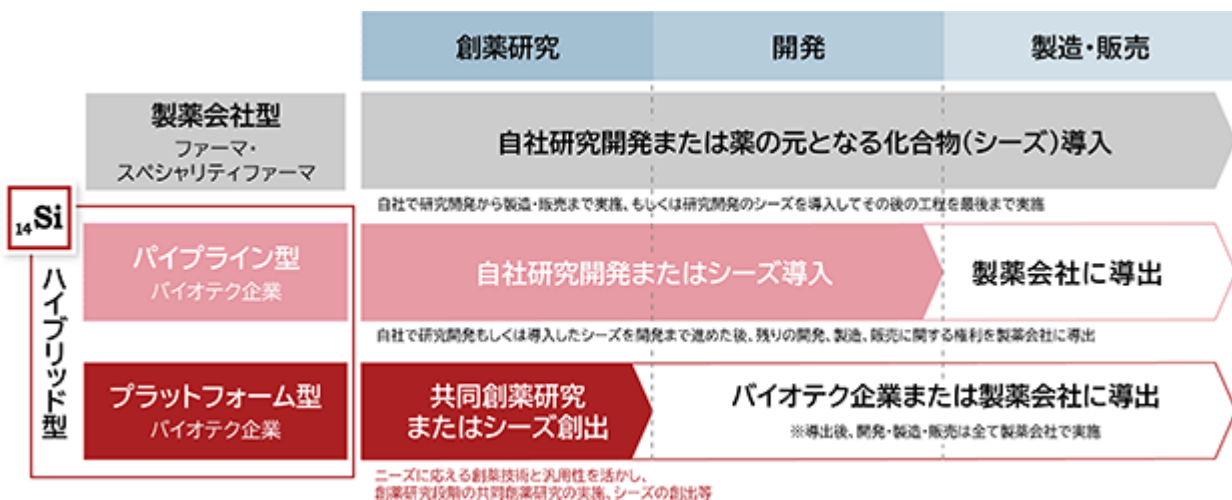 創薬研究
開発
製造・販売
製薬会社型
ファーマ・
スペシャリティファーマ
自社研究開発または薬の元となる化合物(シーズ)導入
自社で研究開発から製造・販売まで実施、もしくは研究開発のシーズを導入してその後の工程を最後まで実施
14Si
ハイブリッド型
パイプライン型
バイオテク企業
自社研究開発またはシーズ導入
製薬会社に導出
自社で研究開発もしくは導入したシーズを開発まで進めた後、残りの開発、製造、販売に関する権利を製薬会社に導出
プラットフォーム型
バイオテク企業
共同創薬研究
またはシーズ創出
バイオテク企業または製薬会社に導出
※導出後、開発・製造・販売は全て製薬会社で実施
ニーズに応える創薬技術と汎用性を活かし、
創薬研究段階の共同創薬研究の実施、シーズの創出等